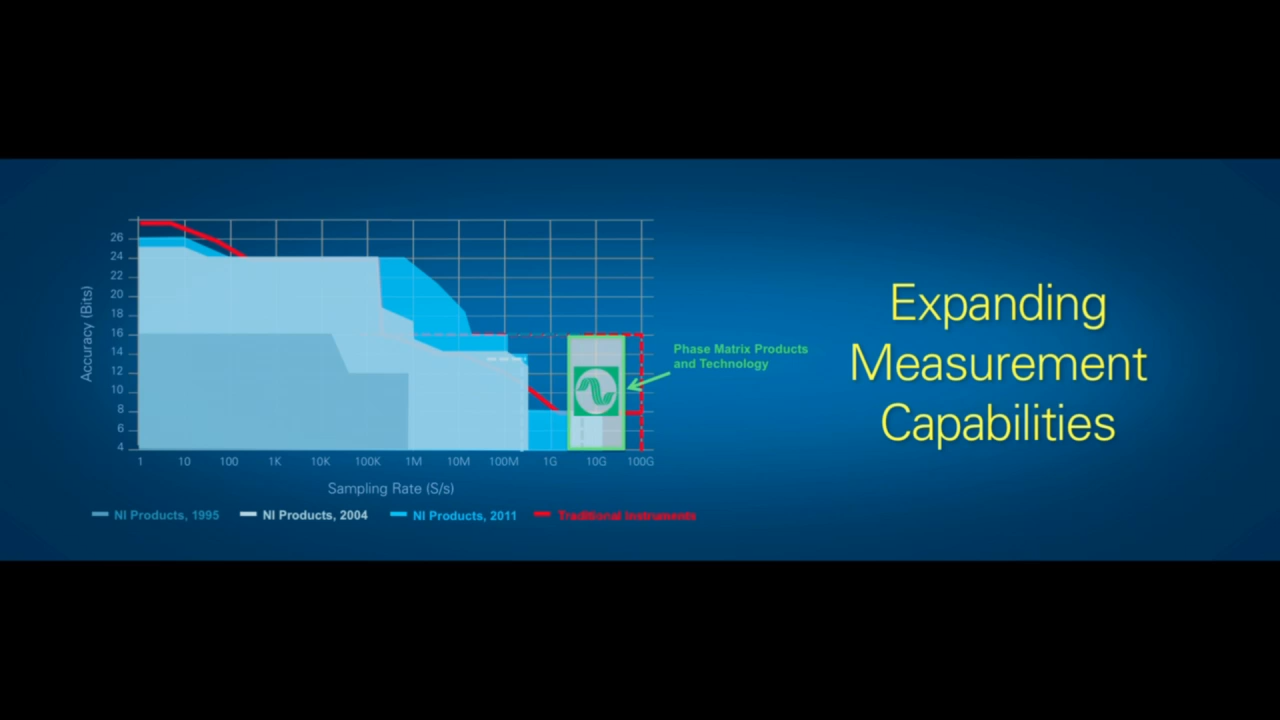 26
24
22
20
18
16
14
12
10
8
6
4
Accuracy (Bits)
1 10 100 1K 10K 100K 1M 10M 100M 1G 10G 100G
Sampling Rate (S/s)
NI Products, 1995 NI Products, 2004 NI Products, 2011 Traditional Instruments
Phase Matrix Products
and Technology
Expanding
Measurement
Capabilities